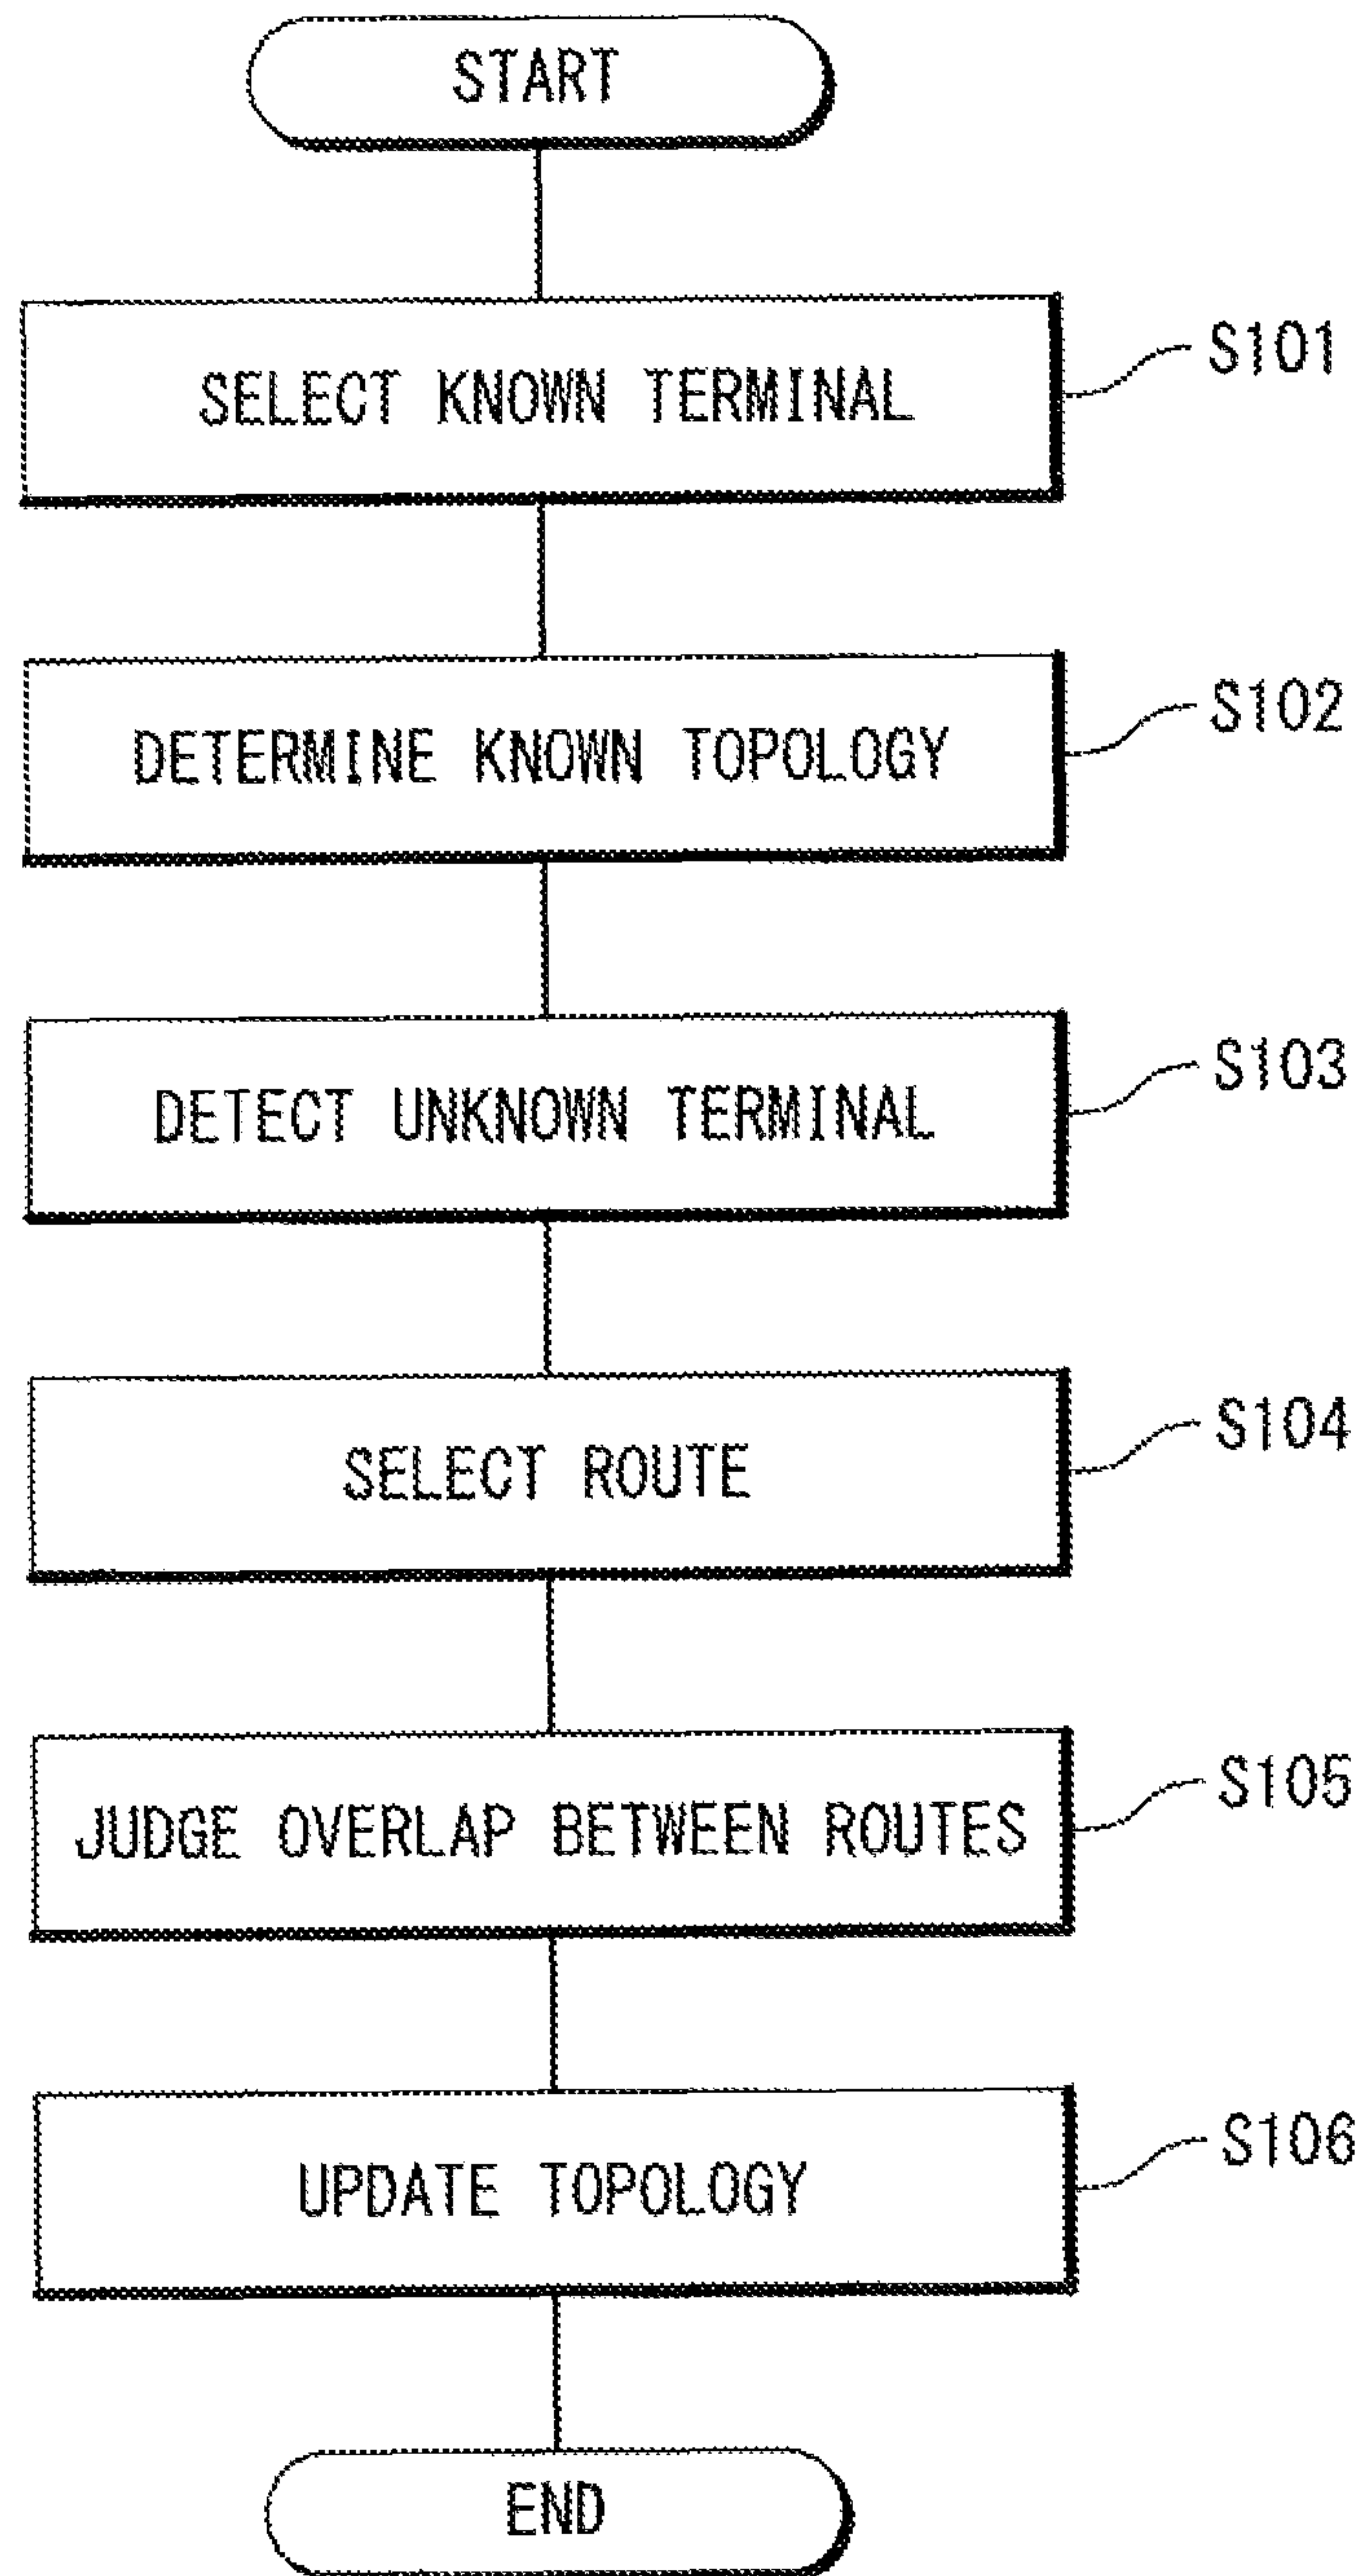 START
SELECT KNOWN TERMINAL
S101
DETERMINE KNOWN TOPOLOGY
S102
DETECT UNKNOWN TERMINAL
S103
SELECT ROUTE
S104
JUDGE OVERLAP BETWEEN ROUTES
S105
UPDATE TOPOLOGY
S106
END